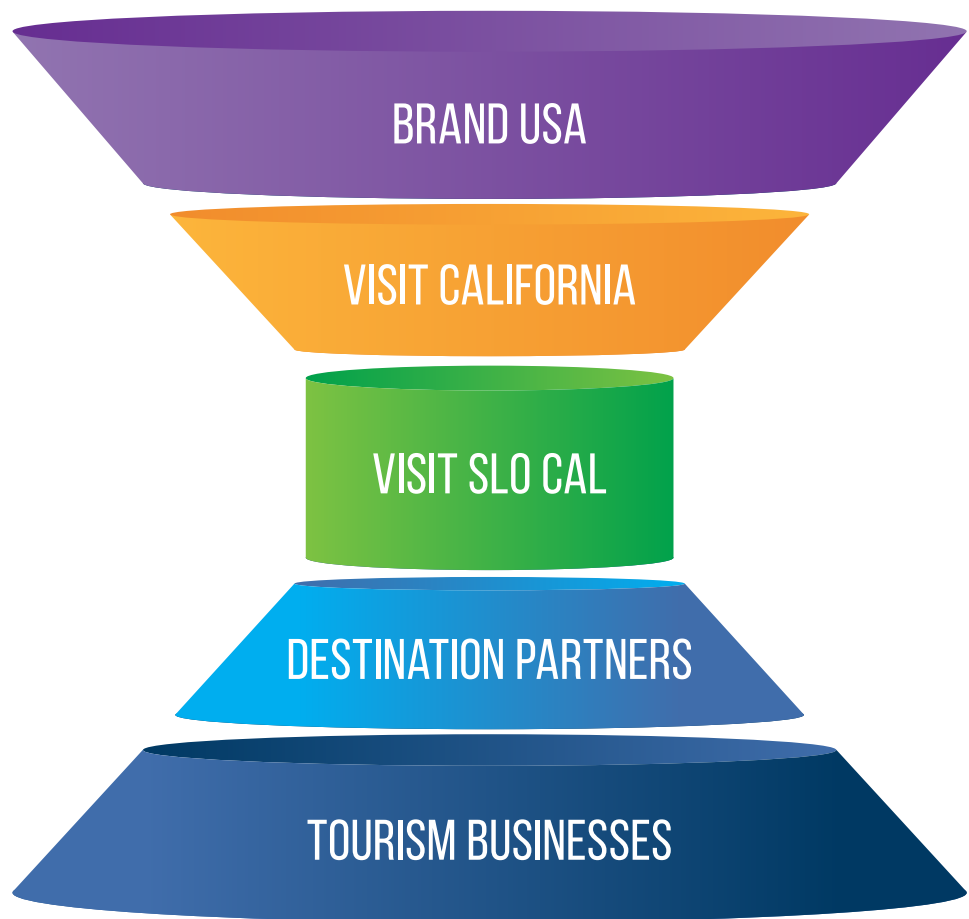 BRAND USA
VISIT CALIFORNIA
VISIT SLO CAL
DESTINATION PARTNERS
TOURISM BUSINESSES